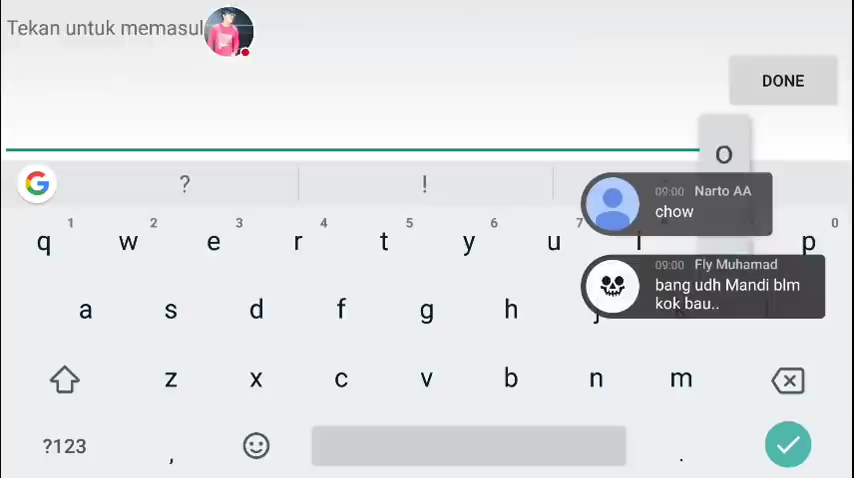 Tekan untuk memasul
DONE
o
? !
09:00 Narto AA
chow
1 2 3 4 5 6 7 0
q w e r t y u i p
09:00 Fly Muhamad
bang udh Mandi blm
kok bau..
a s d f g h j
z x c v b n m
?123 , .